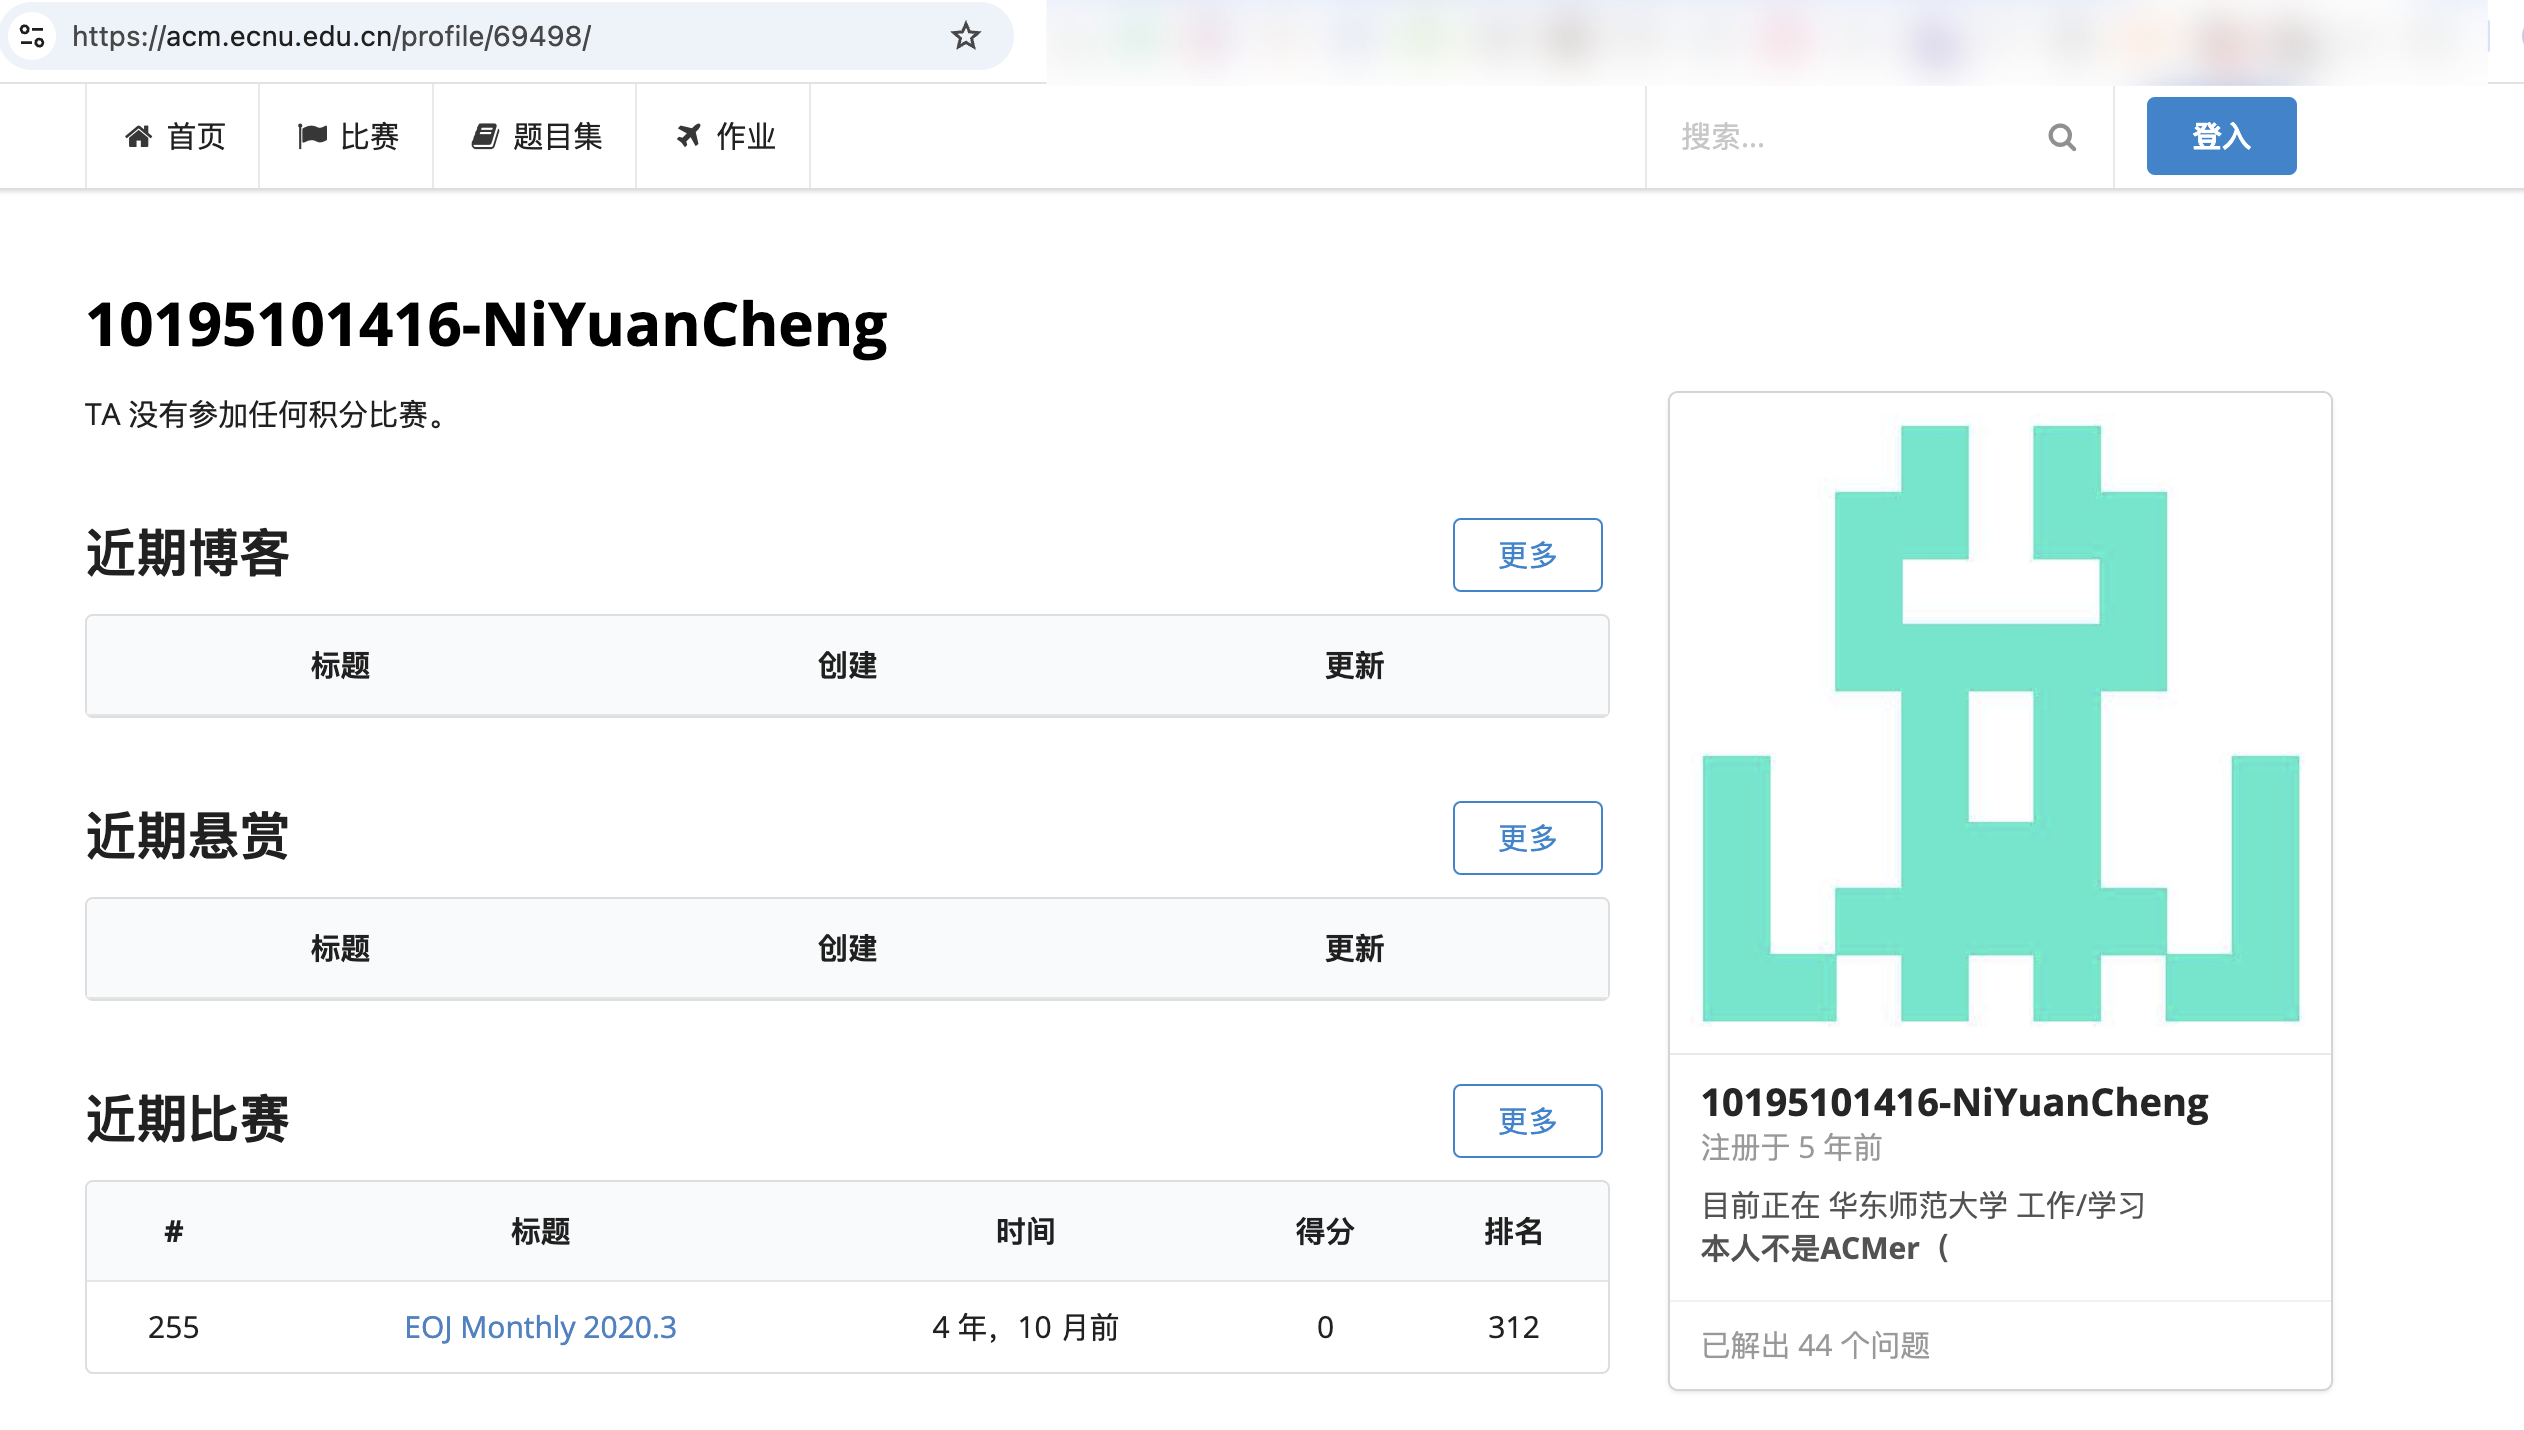 https://acm.ecnu.edu.cn/profile/69498/
首页 比赛 题目集 作业 搜索... 登入
10195101416-NiYuanCheng
TA 没有参加任何积分比赛。
近期博客 更多
标题 创建 更新
近期悬赏 更多
标题 创建 更新
近期比赛 更多
# 标题 时间 得分 排名
255 EOJ Monthly 2020.3 4 年，10 月前 0 312
10195101416-NiYuanCheng
注册于 5 年前
目前正在 华东师范大学 工作/学习
本人不是ACMer（
已解出 44 个问题